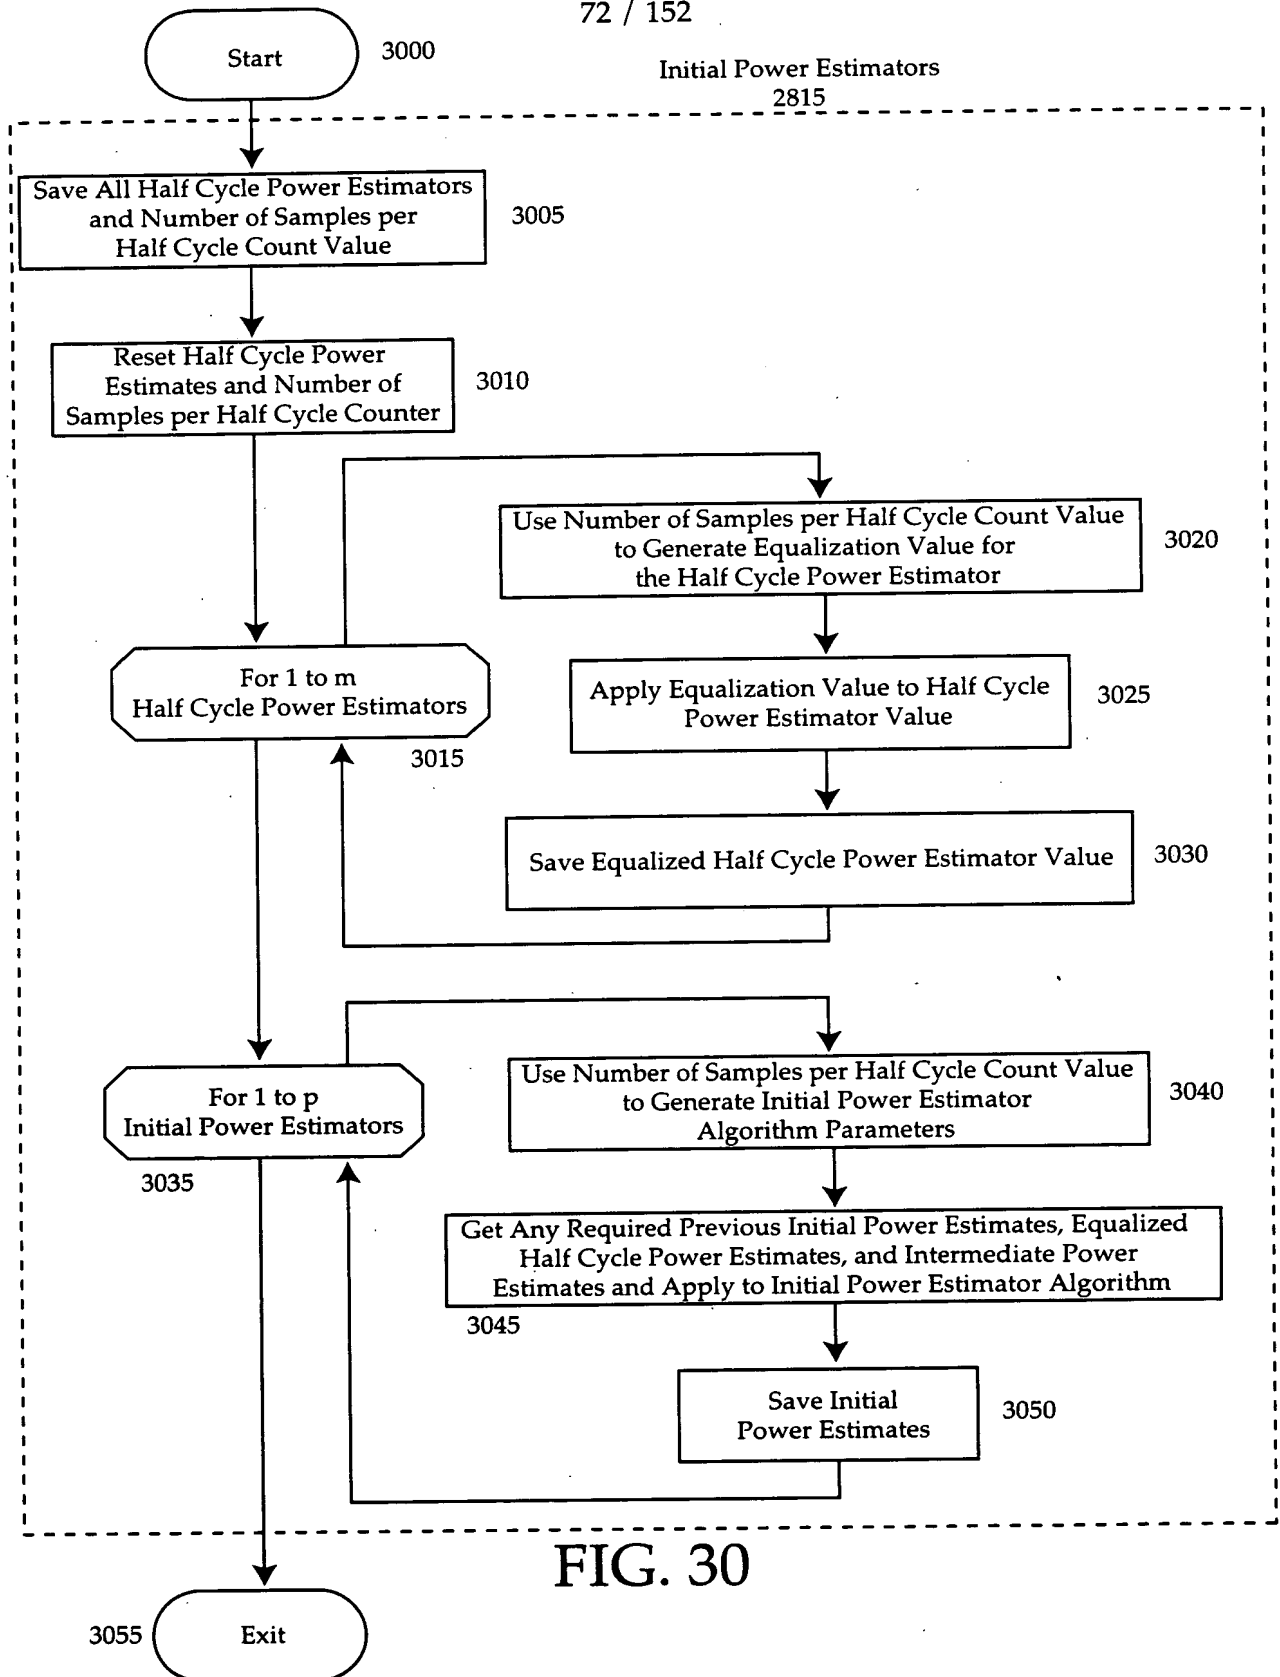 72 / 152
Start
3000
Initial Power Estimators
2815
Save All Half Cycle Power Estimators
and Number of Samples per
Half Cycle Count Value
3005
Reset Half Cycle Power
Estimates and Number of
Samples per Half Cycle Counter
3010
Use Number of Samples per Half Cycle Count Value
to Generate Equalization Value for
the Half Cycle Power Estimator
3020
For 1 to m
Half Cycle Power Estimators
3015
Apply Equalization Value to Half Cycle
Power Estimator Value
3025
Save Equalized Half Cycle Power Estimator Value
3030
For 1 to p
Initial Power Estimators
3035
Use Number of Samples per Half Cycle Count Value
to Generate Initial Power Estimator
Algorithm Parameters
3040
Get Any Required Previous Initial Power Estimates, Equalized
Half Cycle Power Estimates, and Intermediate Power
Estimates and Apply to Initial Power Estimator Algorithm
3045
Save Initial
Power Estimates
3050
FIG. 30
3055
Exit